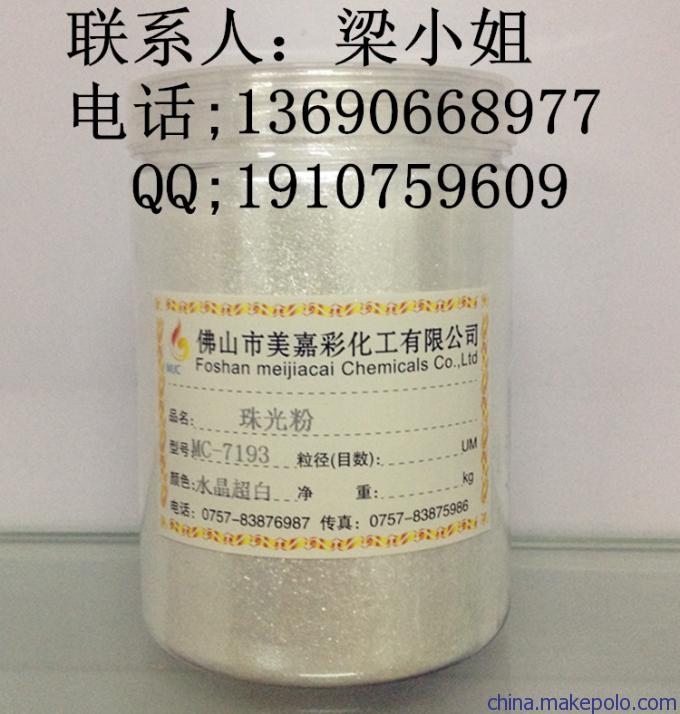 联系人：梁小姐
电话;13690668977
QQ;1910759609
MJC
佛山市美嘉彩化工有限公司
Foshan meijiacai Chemicals Co.,Ltd
品名: 珠光粉
型号MC-7193 粒径(目数): UM
颜色:水晶超白 净 重: kg
电话: 0757-83876987 传真: 0757-83875986
china.makepolo.com